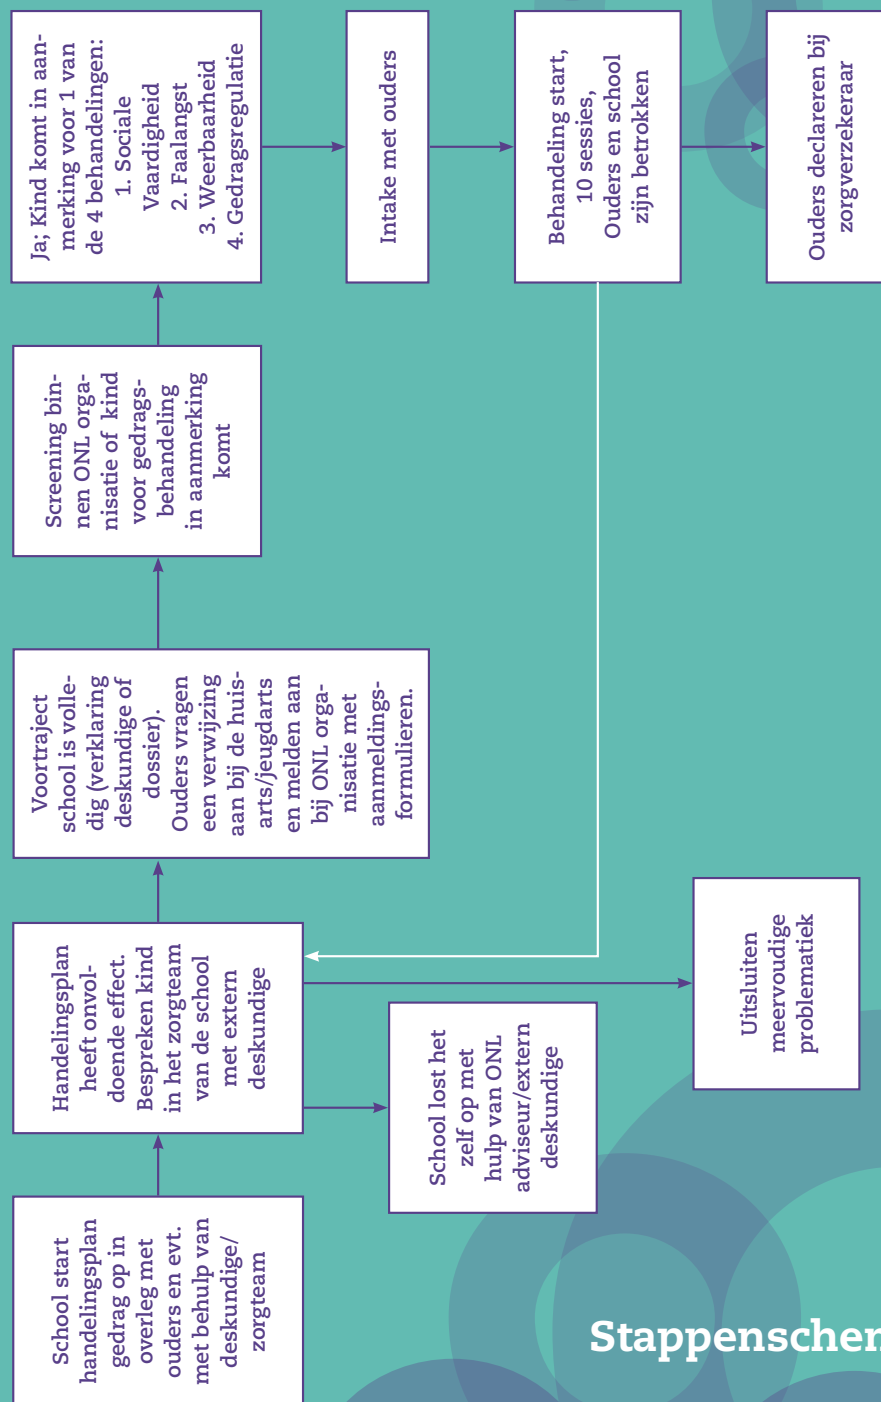 School start
handelingsplan
gedrag op in
overleg met
ouders en evt.
met behulp van
deskundige/
zorgteam
Handelingsplan
heeft onvol-
doende effect.
Bespreken kind
in het zorgteam
van de school
met extern
deskundige
School lost het
zelf op met
hulp van ONL
adviseur/extern
deskundige
Uitsluiten
meervoudige
problematiek
Voortraject
school is volle-
dig (verklaring
deskundige of
dossier).
Ouders vragen
een verwijzing
aan bij de huis-
arts/jeugdarts
en melden aan
bij ONL orga-
nisatie met
aanmeldings-
formulieren.
Screening bin-
nen ONL orga-
nisatie of kind
voor gedrags-
behandeling
in aanmerking
komt
Ja; Kind komt in aan-
merking voor 1 van
de 4 behandelingen:
1. Sociale
Vaardigheid
2. Faalangst
3. Weerbaarheid
4. Gedragsregulatie
Intake met ouders
Behandeling start,
10 sessies,
Ouders en school
zijn betrokken
Ouders declareren bij
zorgverzekeraar